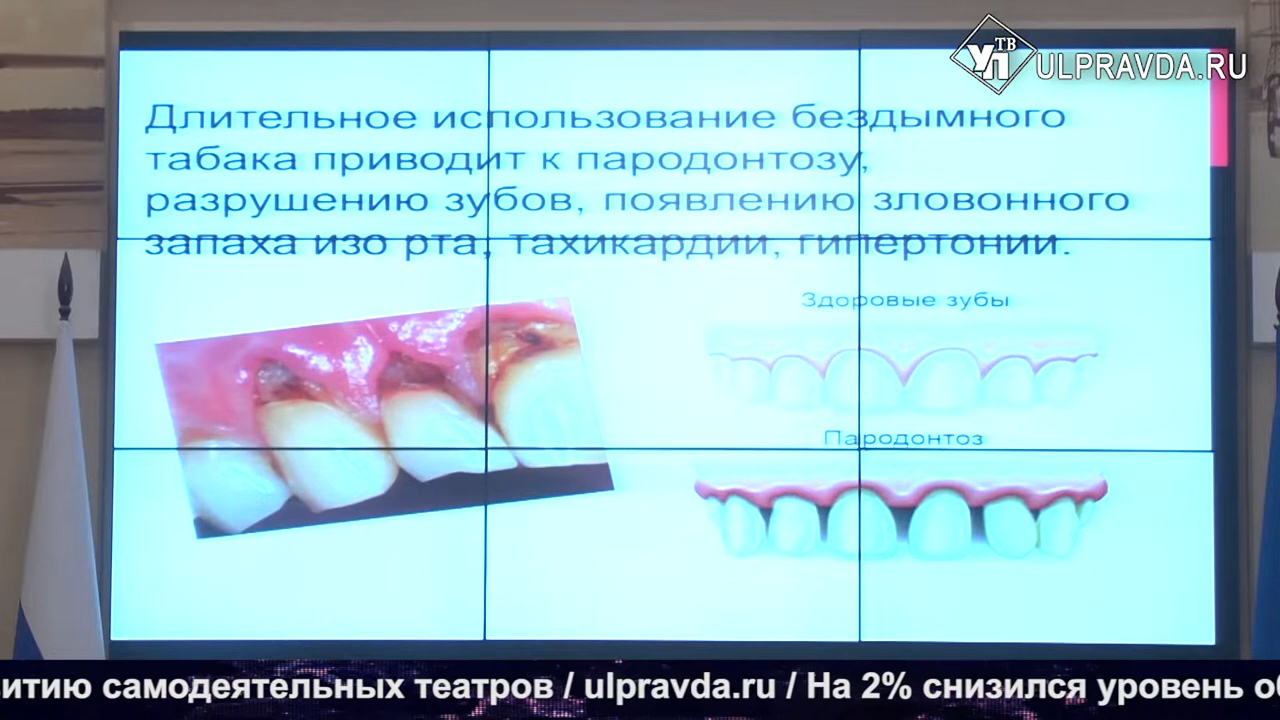 УП ТВ
ULPRAVDA.RU
Длительное использование бездымного
табака приводит к пародонтозу,
разрушению зубов, появлению зловонного
запаха изо рта, тахикардии, гипертонии.
Здоровые зубы
Пародонтоз
самодеятельных театров / ulpravda.ru / На 2% снизился уровень